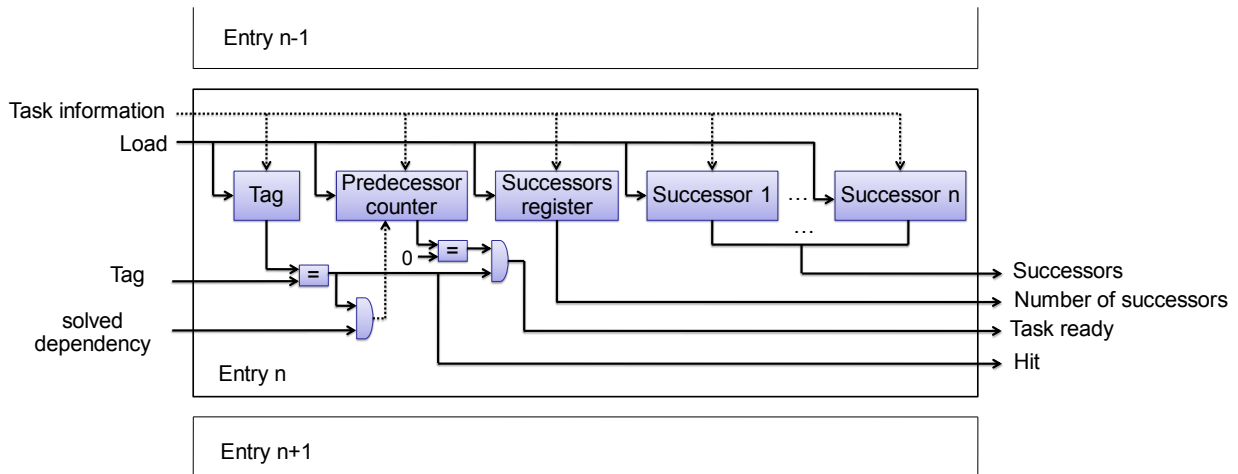 Entry n-1
Task information
Load
Tag
Predecessor
counter
Successors
register
Successor 1
...
Successor n
...
0
=
=
Tag
Successors
Number of successors
solved
dependency
Task ready
Hit
Entry n
Entry n+1